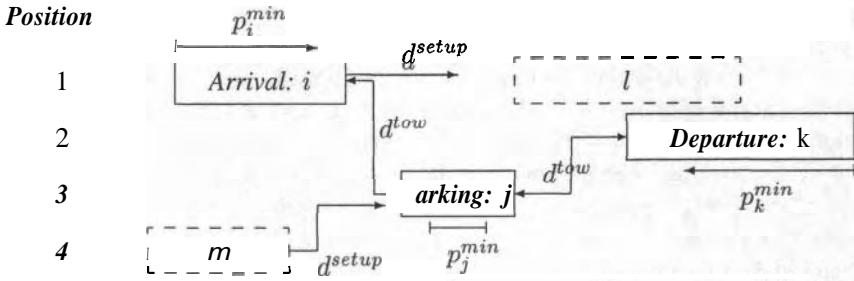 Position
p_i^{min}
d^{setup}
1 Arrival: i l
d^{tow}
2 Departure: k
d^{tow}
3 arking: j
p_k^{min}
4 m
d^{setup} p_j^{min}